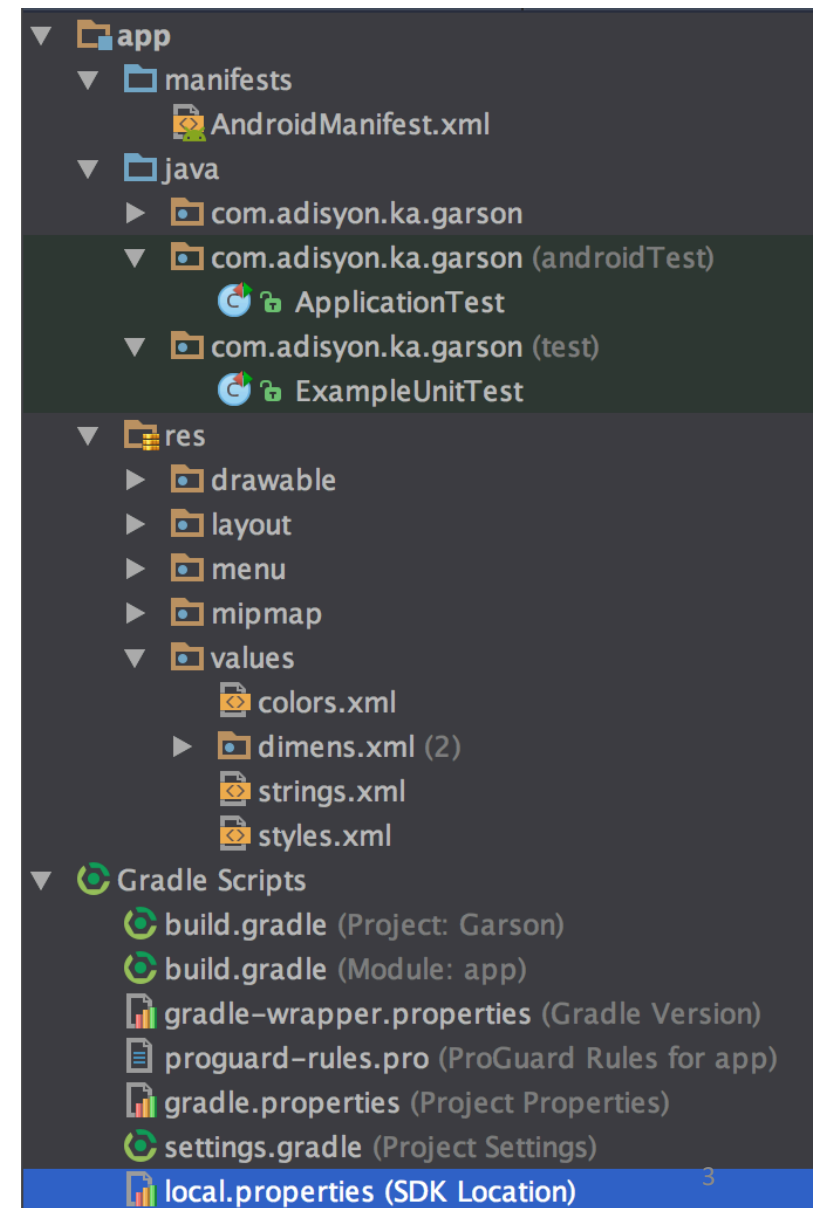 app
manifests
AndroidManifest.xml
java
com.adisyon.ka.garson
com.adisyon.ka.garson (androidTest)
ApplicationTest
com.adisyon.ka.garson (test)
ExampleUnitTest
res
drawable
layout
menu
mipmap
values
colors.xml
dimens.xml (2)
strings.xml
styles.xml
Gradle Scripts
build.gradle (Project: Garson)
build.gradle (Module: app)
gradle-wrapper.properties (Gradle Version)
proguard-rules.pro (ProGuard Rules for app)
gradle.properties (Project Properties)
settings.gradle (Project Settings)
local.properties (SDK Location)
3